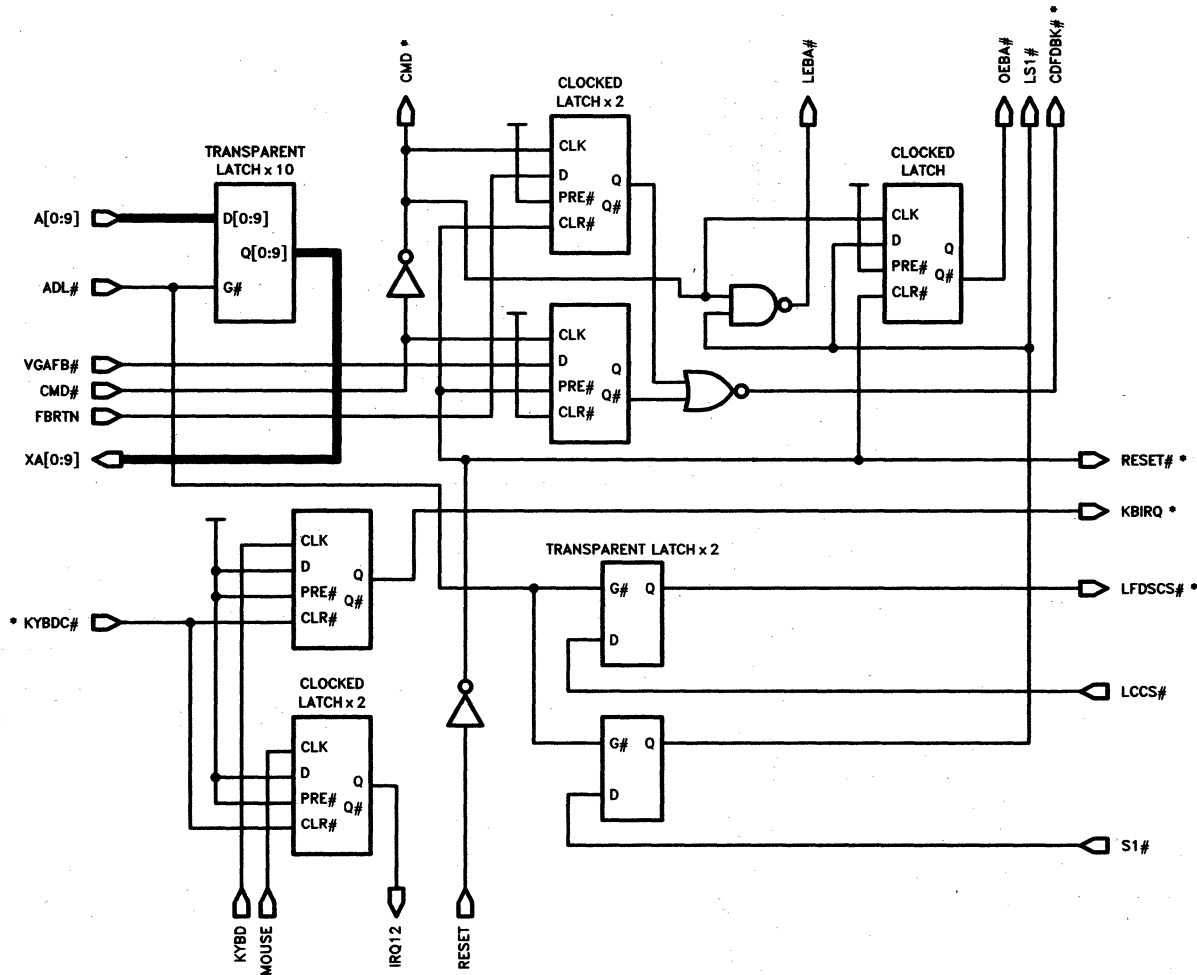 CMD *
LEBA#
OEBA#
LS1#
CDFDBK# *
CLOCKED
LATCH x 2
CLK
D
PRE#
CLR#
Q
Q#
TRANSPARENT
LATCH x 10
D[0:9]
Q[0:9]
G#
CLOCKED
LATCH
CLK
D
PRE#
CLR#
Q
Q#
A[0:9]
ADL#
VGAFB#
CMD#
FBRTN
XA[0:9]
CLK
D
PRE#
CLR#
Q
Q#
RESET# *
KBIRQ *
CLK
D
PRE#
CLR#
Q
Q#
TRANSPARENT LATCH x 2
G#
Q
D
LFDSCS# *
* KYBDC#
LCCS#
CLOCKED
LATCH x 2
CLK
D
PRE#
CLR#
Q
Q#
G#
Q
D
S1#
KYBD
MOUSE
IRQ12
RESET